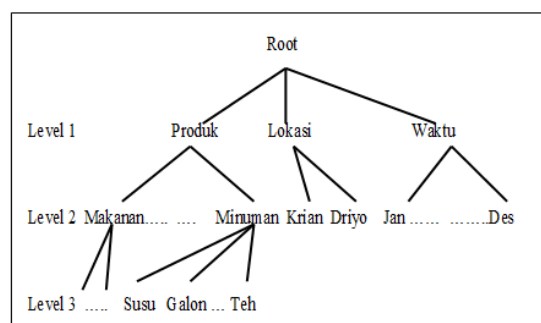 Root
Level 1 Produk Lokasi Waktu
Level 2 Makanan..... .... Minuman Krian Driyo Jan ...... ........Des
Level 3 ..... Susu Galon ... Teh